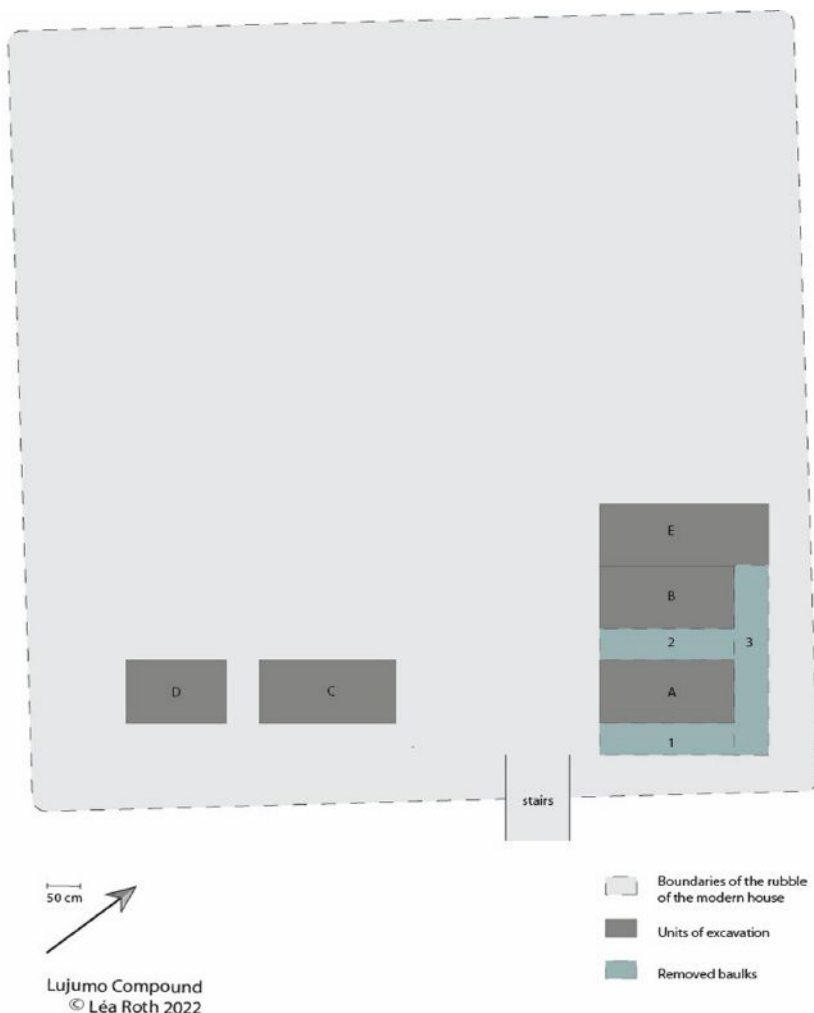 E
B
2
3
D
C
A
1
stairs
50 cm
Boundaries of the rubble
of the modern house
Units of excavation
Removed baulks
Lujumo Compound
© Léa Roth 2022